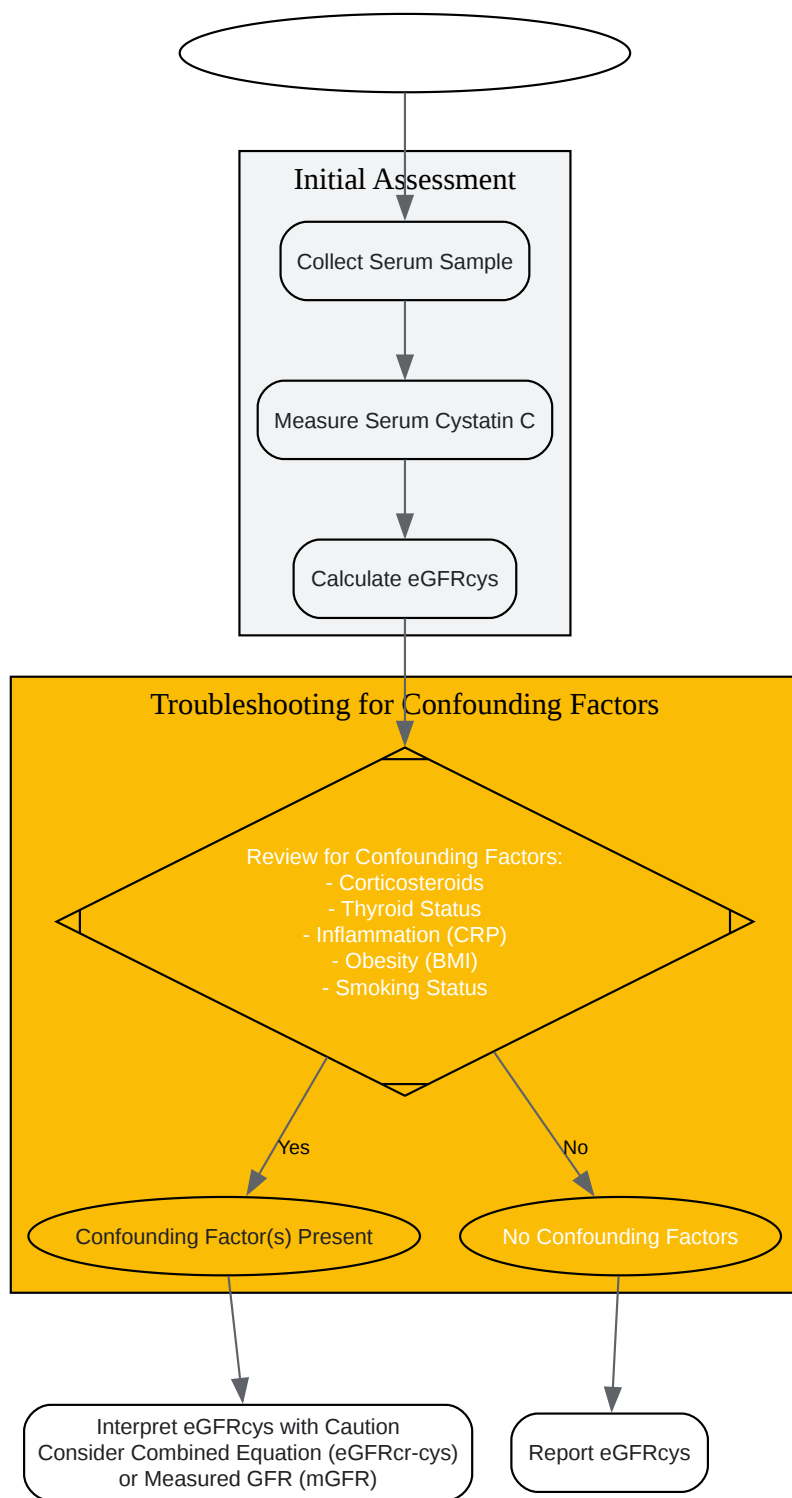 Initial Assessment
Collect Serum Sample
Measure Serum Cystatin C
Calculate eGFRcys
Troubleshooting for Confounding Factors
Review for Confounding Factors:
- Corticosteroids
- Thyroid Status
- Inflammation (CRP)
- Obesity (BMI)
- Smoking Status
Yes
No
Confounding Factor(s) Present
No Confounding Factors
Interpret eGFRcys with Caution
Consider Combined Equation (eGFRcr-cys)
or Measured GFR (mGFR)
Report eGFRcys